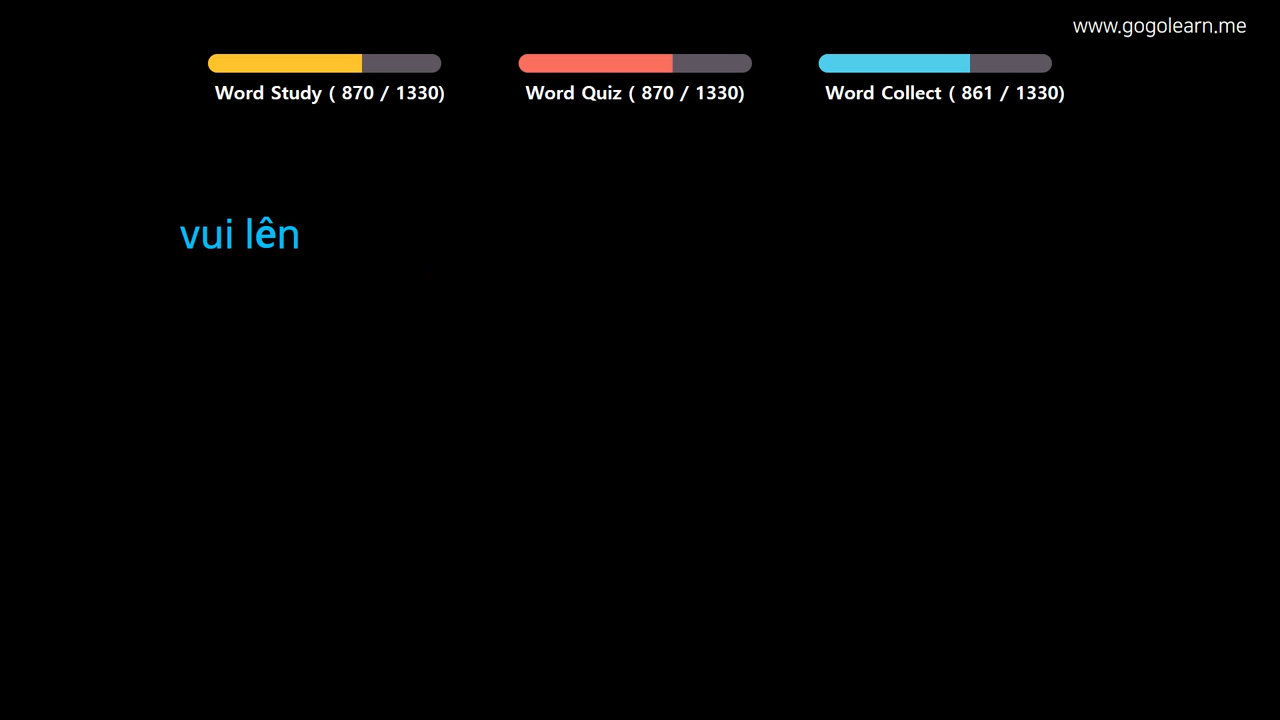 www.gogolearn.me
Word Study ( 870 / 1330) Word Quiz ( 870 / 1330) Word Collect ( 861 / 1330)
vui lên